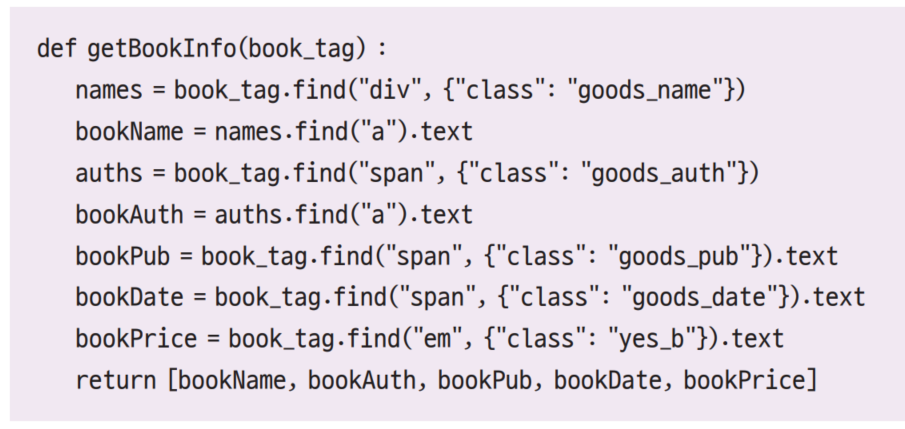 def getBookInfo(book_tag) :
names = book_tag.find("div", {"class": "goods_name"})
bookName = names.find("a").text
auths = book_tag.find("span", {"class": "goods_auth"})
bookAuth = auths.find("a").text
bookPub = book_tag.find("span", {"class": "goods_pub"}).text
bookDate = book_tag.find("span", {"class": "goods_date"}).text
bookPrice = book_tag.find("em", {"class": "yes_b"}).text
return [bookName, bookAuth, bookPub, bookDate, bookPrice]